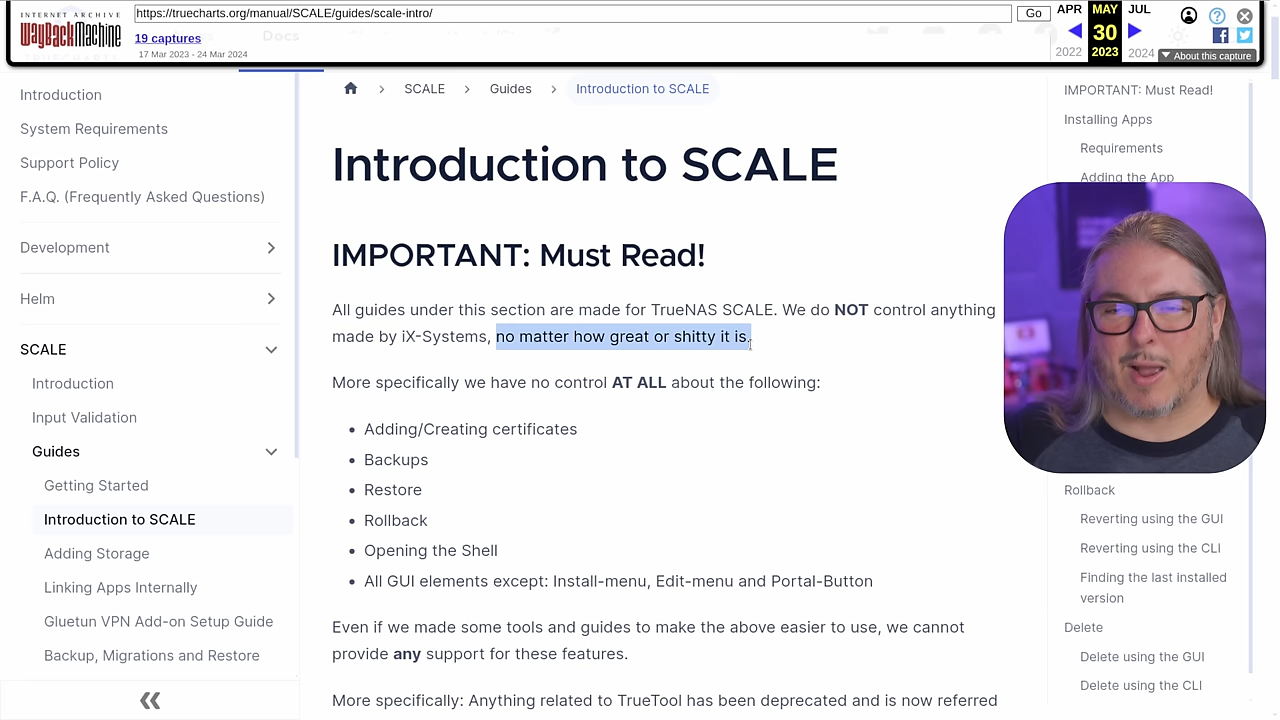 INTERNET ARCHIVE
WayBackMachine
https://truecharts.org/manual/SCALE/guides/scale-intro/
Go
19 captures
17 Mar 2023 - 24 Mar 2024
APR
MAY
JUL
30
2022
2023
2024
About this capture
Docs
Introduction
System Requirements
Support Policy
F.A.Q. (Frequently Asked Questions)
Development
Helm
SCALE
Introduction
Input Validation
Guides
Getting Started
Introduction to SCALE
Adding Storage
Linking Apps Internally
Gluetun VPN Add-on Setup Guide
Backup, Migrations and Restore
SCALE
Guides
Introduction to SCALE
Introduction to SCALE
IMPORTANT: Must Read!
All guides under this section are made for TrueNAS SCALE. We do NOT control anything
made by iX-Systems, no matter how great or shitty it is.
More specifically we have no control AT ALL about the following:
• Adding/Creating certificates
• Backups
• Restore
• Rollback
• Opening the Shell
• All GUI elements except: Install-menu, Edit-menu and Portal-Button
Even if we made some tools and guides to make the above easier to use, we cannot
provide any support for these features.
More specifically: Anything related to TrueTool has been deprecated and is now referred
IMPORTANT: Must Read!
Installing Apps
Requirements
Adding the App
Rollback
Reverting using the GUI
Reverting using the CLI
Finding the last installed
version
Delete
Delete using the GUI
Delete using the CLI